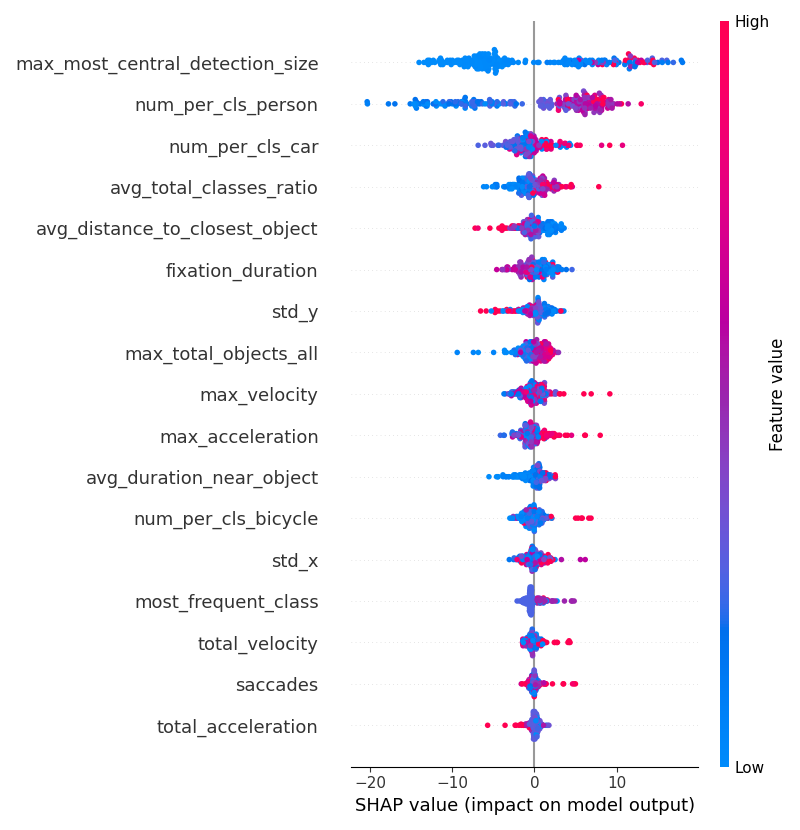 High
max_most_central_detection_size
num_per_cls_person
num_per_cls_car
avg_total_classes_ratio
avg_distance_to_closest_object
fixation_duration
std_y
max_total_objects_all
max_velocity
max_acceleration
avg_duration_near_object
num_per_cls_bicycle
std_x
most_frequent_class
total_velocity
saccades
total_acceleration
Feature value
Low
−20 −10 0 10
SHAP value (impact on model output)